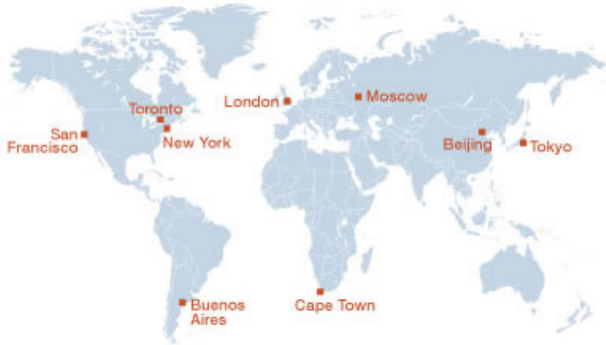 London
Moscow
Toronto
San
Francisco
New York
Beijing
Tokyo
Buenos
Aires
Cape Town